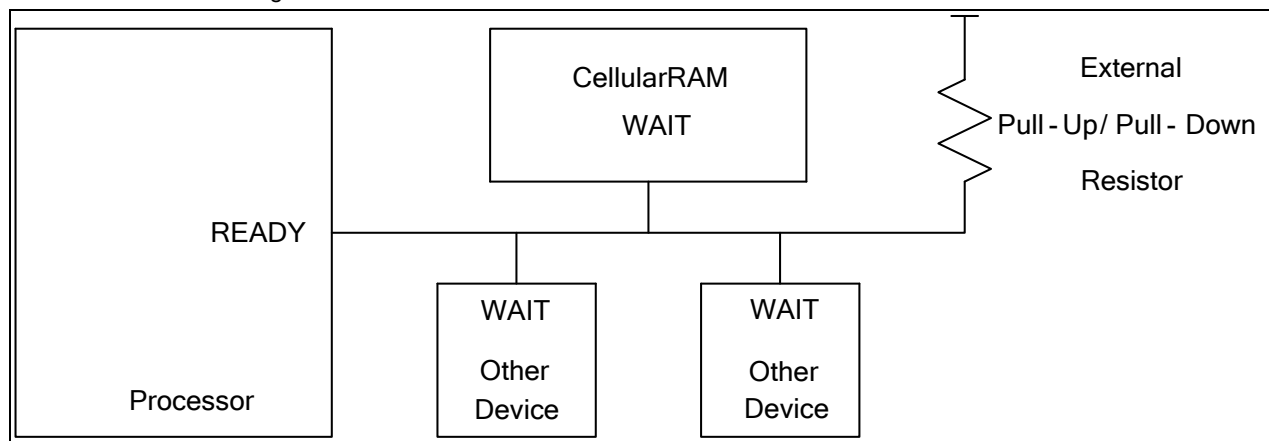 CellularRAM
WAIT
External
Pull - Up / Pull - Down
Resistor
READY
WAIT
Other
Device
WAIT
Other
Device
Processor